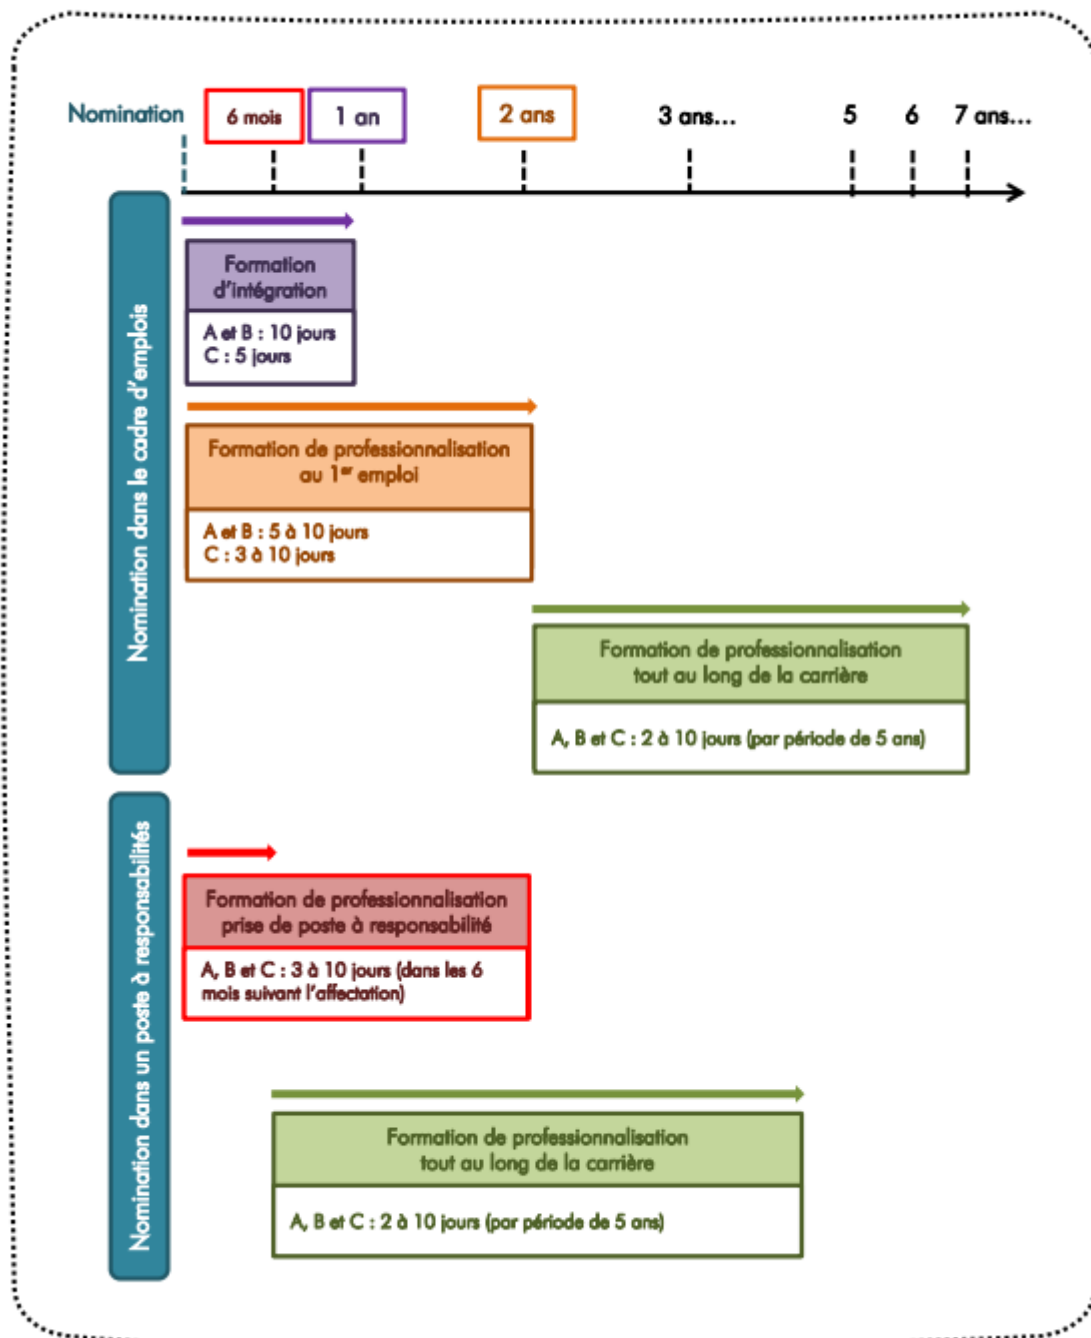 Nomination
6 mois
1 an
2 ans
3 ans...
5
6
7 ans...
Nomination dans le cadre d'emplois
Formation
d'intégration
A et B : 10 jours
C : 5 jours
Formation de professionnalisation
au 1er emploi
A et B : 5 à 10 jours
C : 3 à 10 jours
Formation de professionnalisation
tout au long de la carrière
A, B et C : 2 à 10 jours (par période de 5 ans)
Nomination dans un poste à responsabilités
Formation de professionnalisation
prise de poste à responsabilité
A, B et C : 3 à 10 jours (dans les 6
mois suivant l'affectation)
Formation de professionnalisation
tout au long de la carrière
A, B et C : 2 à 10 jours (par période de 5 ans)